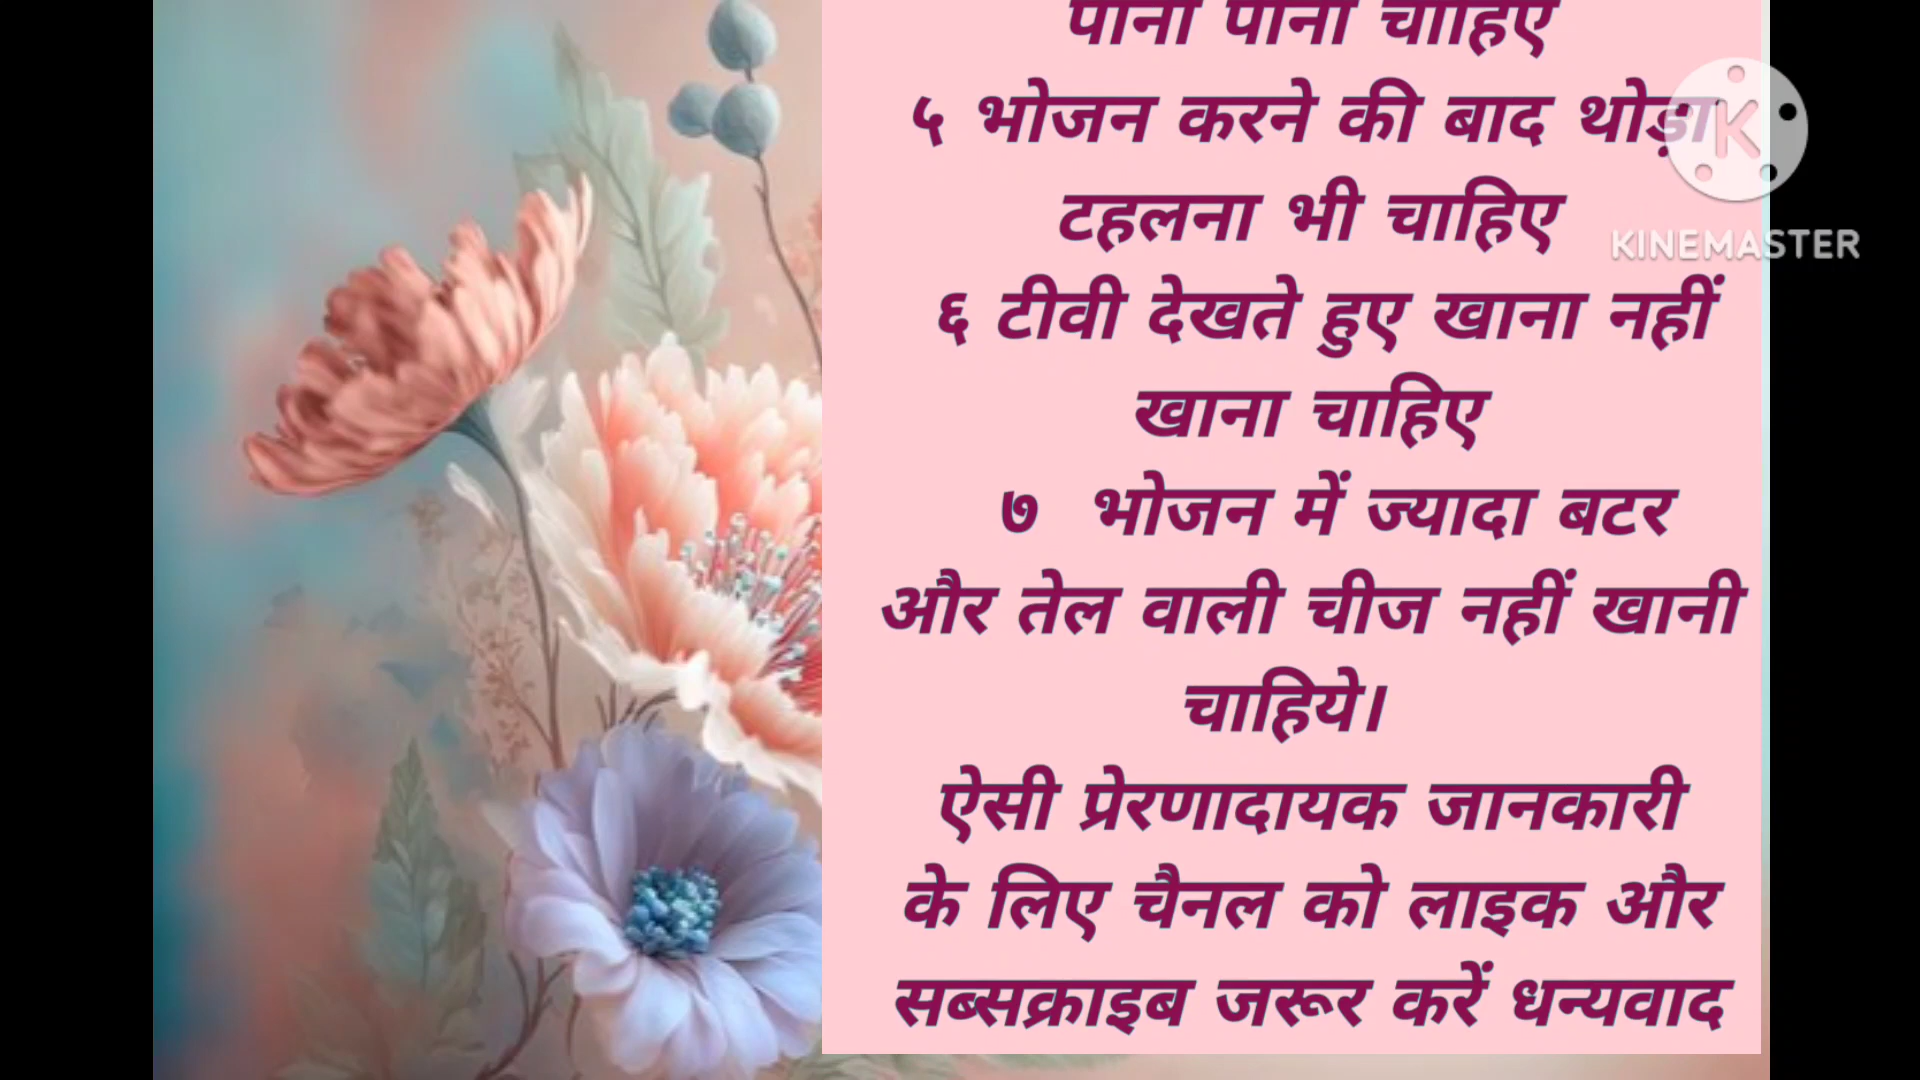 चाहिए
५ भोजन करने की बाद थोड़ा
टहलना भी चाहिए
६ टीवी देखते हुए खाना नहीं
खाना चाहिए
७ भोजन में ज्यादा बटर
और तेल वाली चीज नहीं खानी
चाहिये।
ऐसी प्रेरणादायक जानकारी
के लिए चैनल को लाइक और
सब्सक्राइब जरूर करें धन्यवाद
K
KINEMASTER